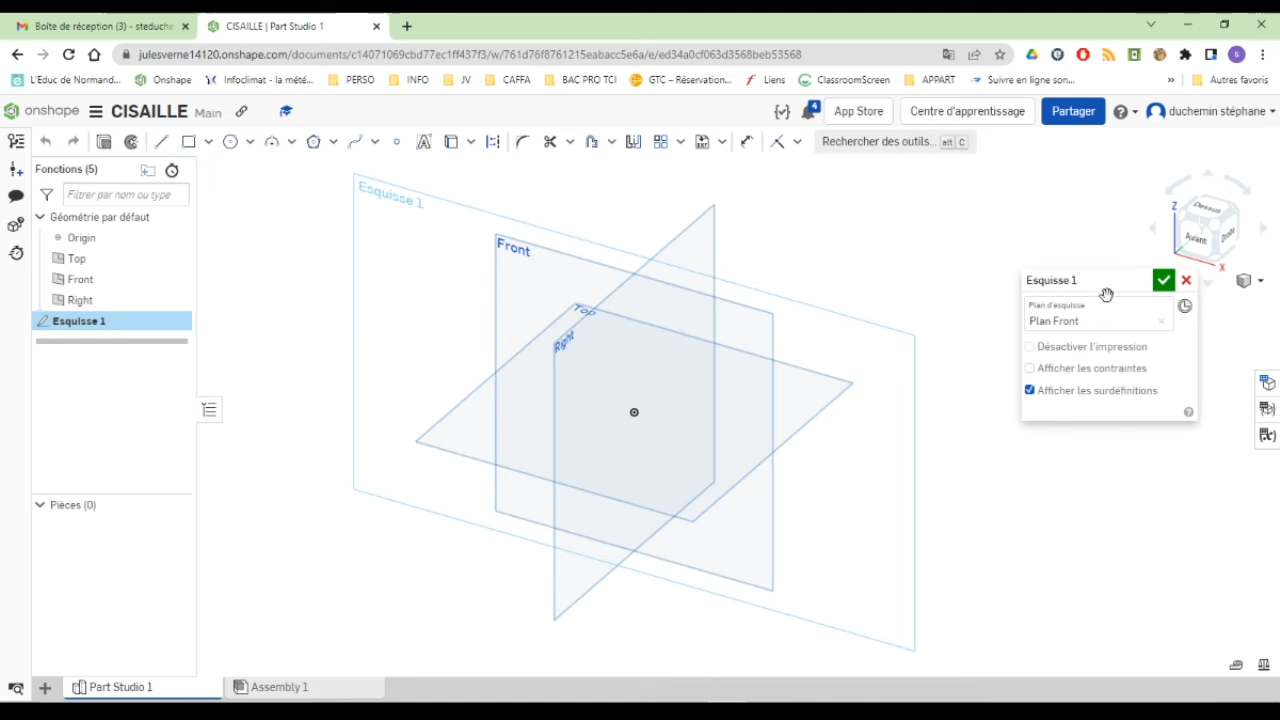 Boîte de réception (3) - steduche
CISAILLE | Part Studio 1
julesverne14120.onshape.com/documents/c14071069cbd77ec1ff437f3/w/761d76f8761215eabacc5e6a/e/ed34a0cf063d3568beb53568
S
L'Educ de Normand...
Onshape
Infoclimat - la mété...
PERSO
INFO
JV
CAFFA
BAC PRO TCI
GTC – Réservation...
Liens
ClassroomScreen
APPART
Suivre en ligne son...
»
Autres favoris
onshape
CISAILLE
Main
4
App Store
Centre d'apprentissage
Partager
duchemin stéphane
Rechercher des outils...
alt C
Fonctions (5)
Filtrer par nom ou type
Géométrie par défaut
Origin
Top
Front
Right
Esquisse 1
Pièces (0)
Esquisse 1
Front
Top
Right
Z
Dessus
Avant
Droite
X
Esquisse 1
Plan d'esquisse
Plan Front
Désactiver l'impression
Afficher les contraintes
Afficher les surdéfinitions
Part Studio 1
Assembly 1